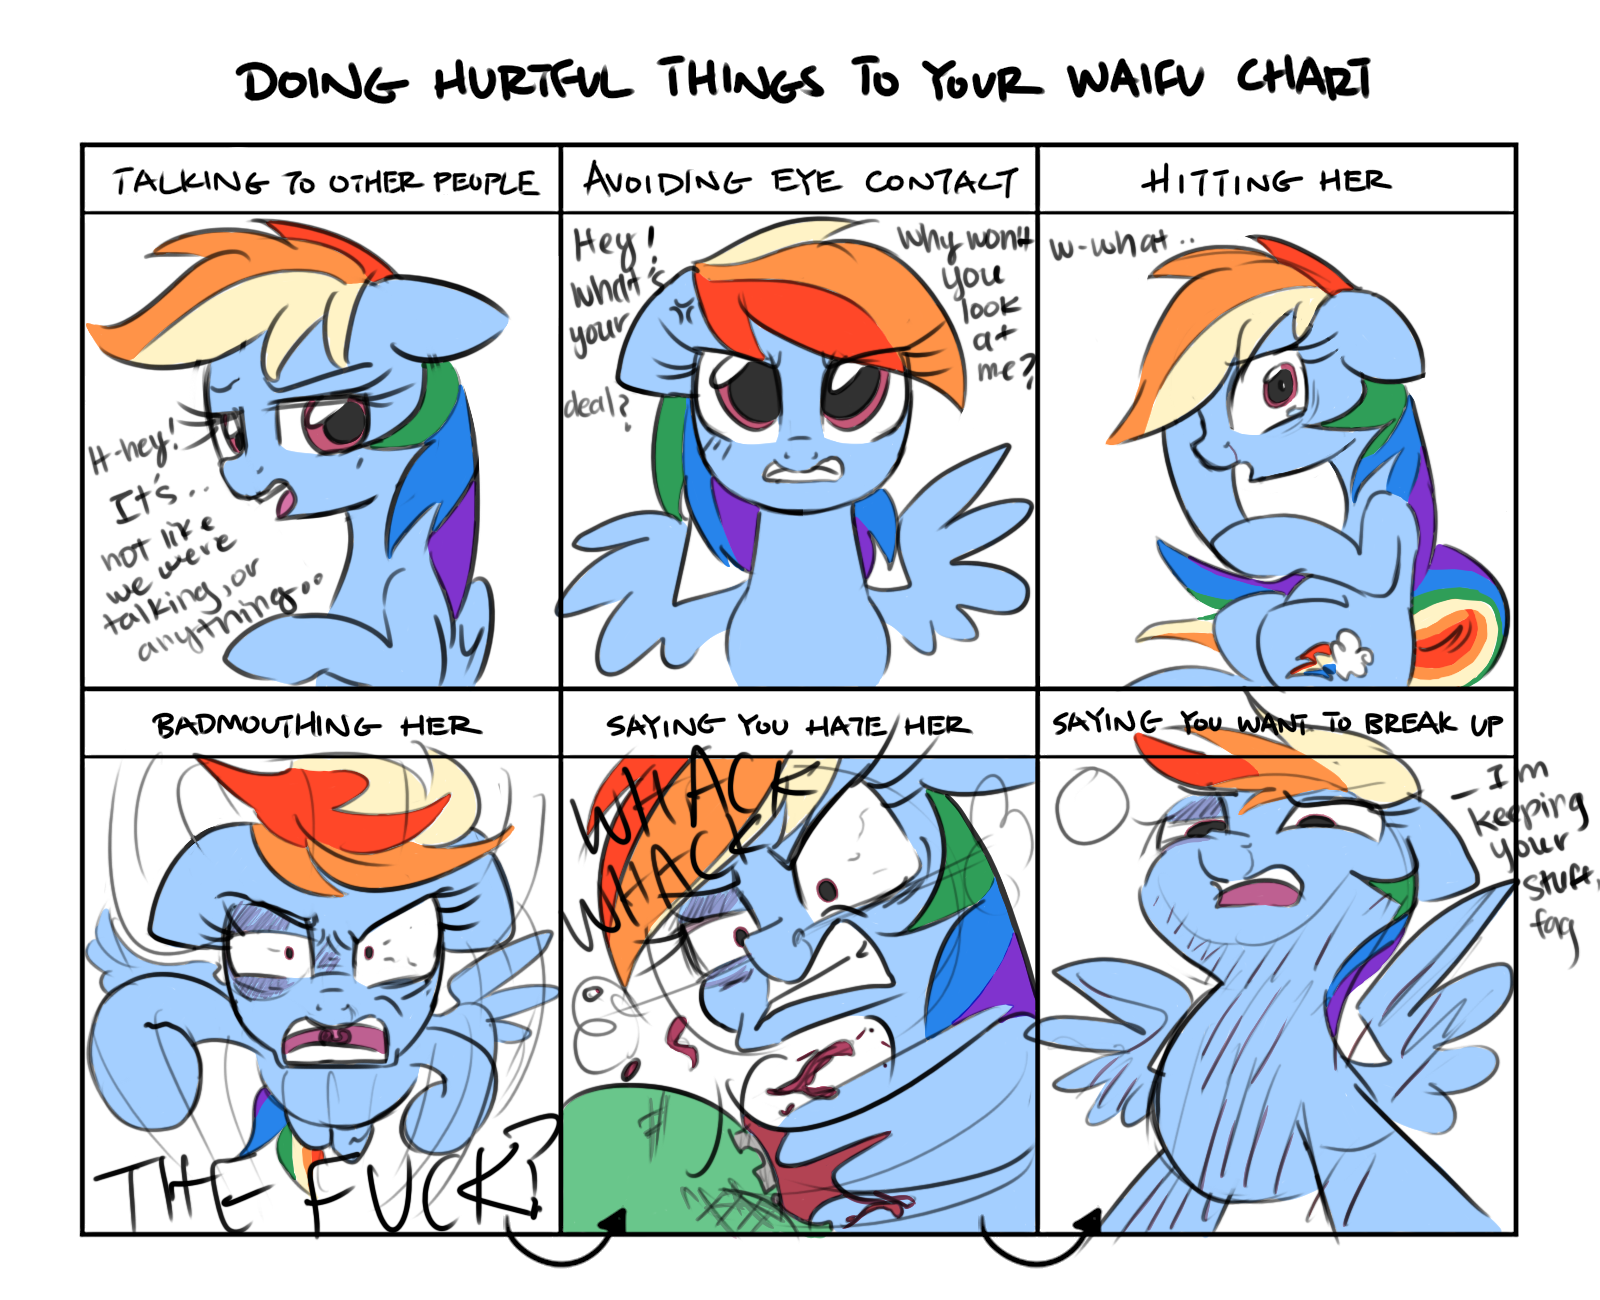 DOING HURTFUL THINGS TO YOUR WAIFU CHART
TALKING TO OTHER PEOPLE
H-hey!
It's..
not like
we were
talking, or
anything...
AVOIDING EYE CONTACT
Hey!
what's
your
deal?
Why won't
you
look
at
me?
HITTING HER
W-what..
BADMOUTHING HER
THE FUCK?!
SAYING YOU HATE HER
WHACK
WHACK
SAYING YOU WANT TO BREAK UP
I'm
keeping
your
stuff,
fag